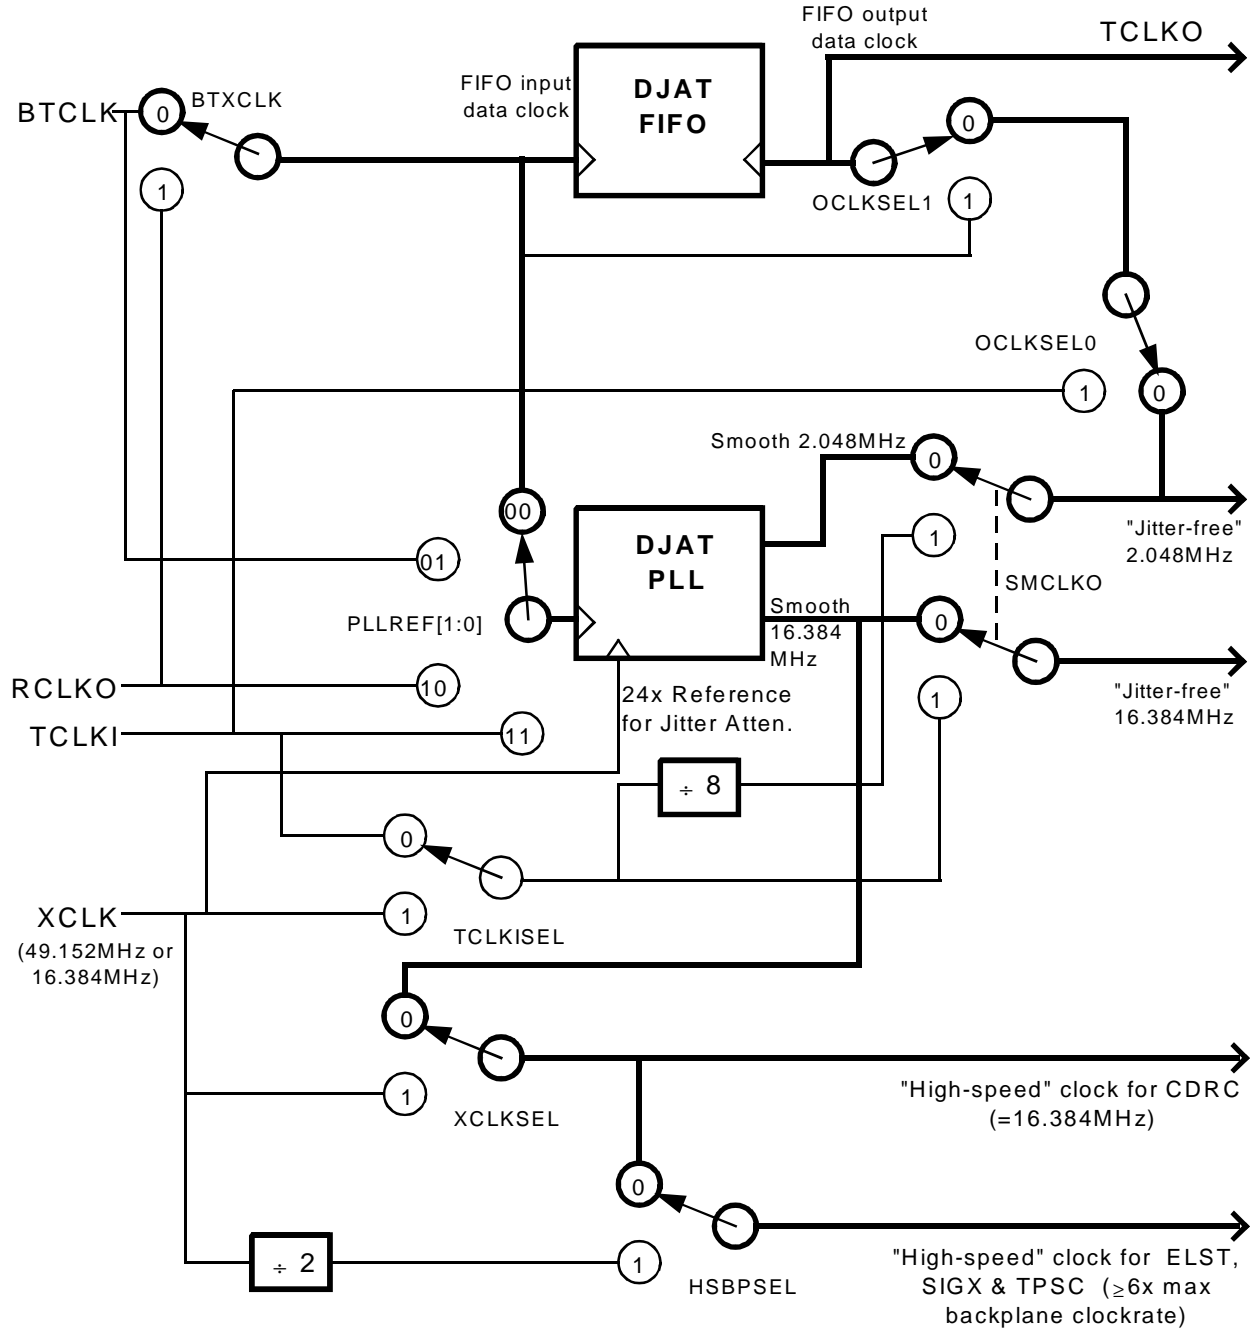 FIFO output
data clock
TCLKO
FIFO input
data clock
DJAT
FIFO
BTCLK
0
BTXCLK
1
0
OCLKSEL1
1
OCLKSEL0
1
0
Smooth 2.048MHz
0
"Jitter-free"
2.048MHz
00
01
DJAT
PLL
1
SMCLKO
PLLREF[1:0]
Smooth
16.384
MHz
0
"Jitter-free"
16.384MHz
RCLKO
10
24x Reference
for Jitter Atten.
1
TCLKI
11
÷ 8
0
XCLK
(49.152MHz or
16.384MHz)
1
TCLKISEL
0
1
XCLKSEL
"High-speed" clock for CDRC
(=16.384MHz)
0
÷ 2
1
HSBPSEL
"High-speed" clock for ELST,
SIGX & TPSC (≥6x max
backplane clockrate)